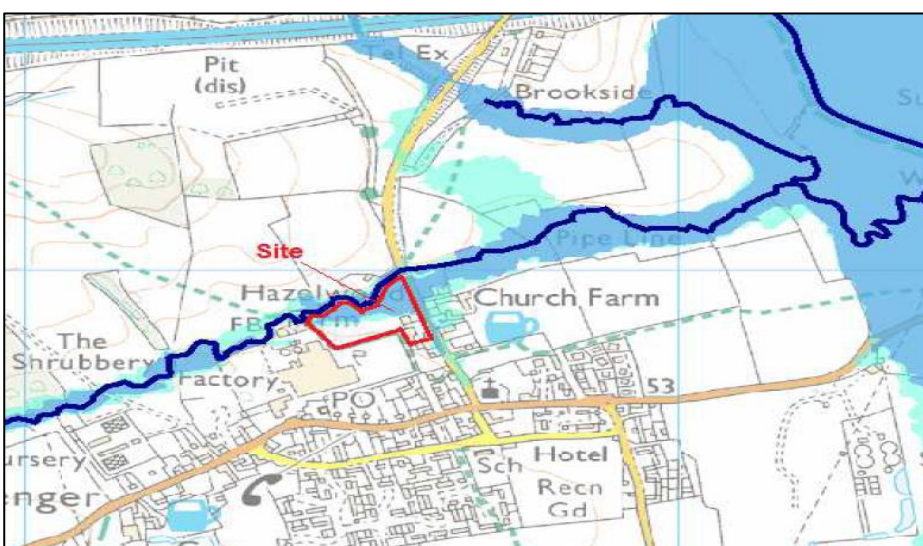 Pit
(dis)
Tel Ex
Brookside
Pipe Line
Site
Hazelwood
Farm
FB
Church Farm
The
Shrubbery
Factory
PO
53
ursery
enger
Sch
Hotel
Recn
Gd